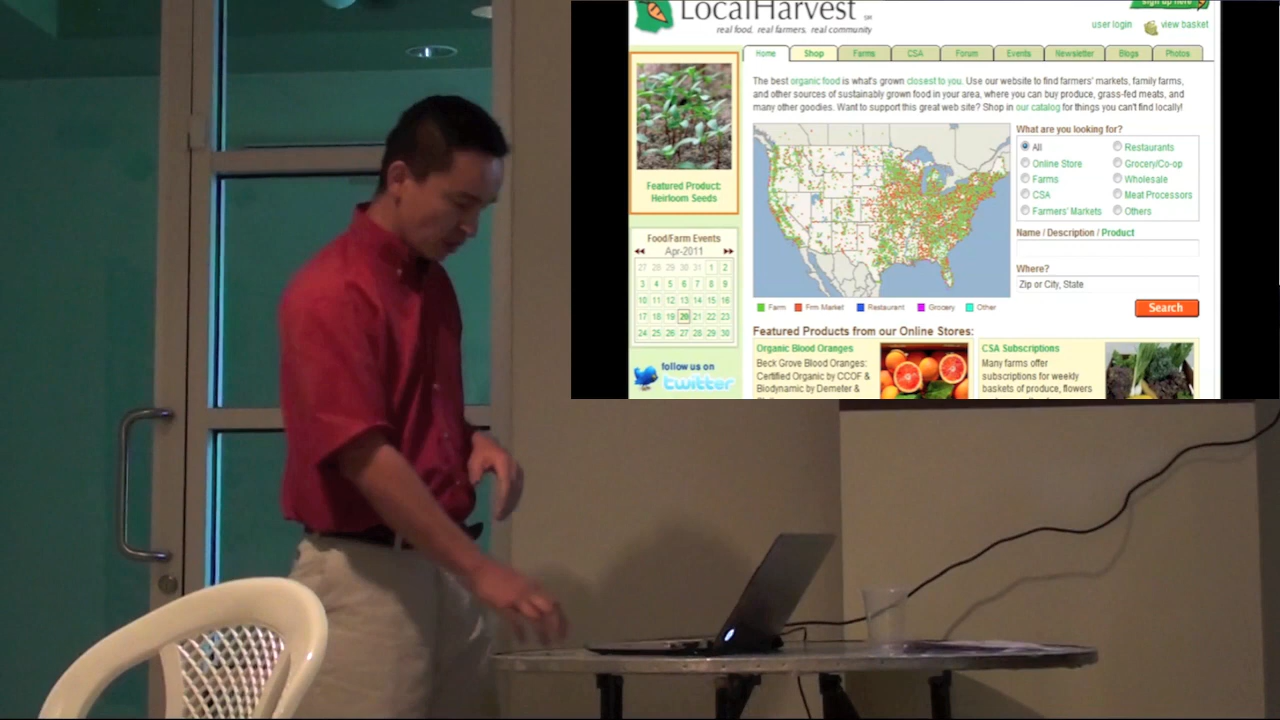 LocalHarvest SM
real food, real farmers, real community
sign up here
user login view basket
Home Shop Farms CSA Forum Events Newsletter Blogs Photos
The best organic food is what's grown closest to you. Use our website to find farmers' markets, family farms,
and other sources of sustainably grown food in your area, where you can buy produce, grass-fed meats, and
many other goodies. Want to support this great web site? Shop in our catalog for things you can't find locally!
Featured Product:
Heirloom Seeds
What are you looking for?
All Restaurants
Online Store Grocery/Co-op
Farms Wholesale
CSA Meat Processors
Farmers' Markets Others
Name / Description / Product
Where?
Zip or City, State
Search
Food/Farm Events
Apr-2011
27 28 29 30 31 1 2
3 4 5 6 7 8 9
10 11 12 13 14 15 16
17 18 19 20 21 22 23
24 25 26 27 28 29 30
Farm Frm Market Restaurant Grocery Other
follow us on
twitter
Featured Products from our Online Stores:
Organic Blood Oranges
Beck Grove Blood Oranges:
Certified Organic by CCOF &
Biodynamic by Demeter &
CSA Subscriptions
Many farms offer
subscriptions for weekly
baskets of produce, flowers